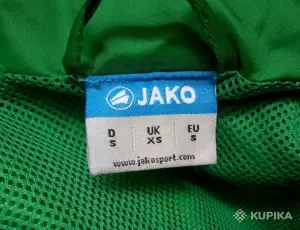 JAKO
D UK EU
S XS S
www.jakosport.com
KUPIKA